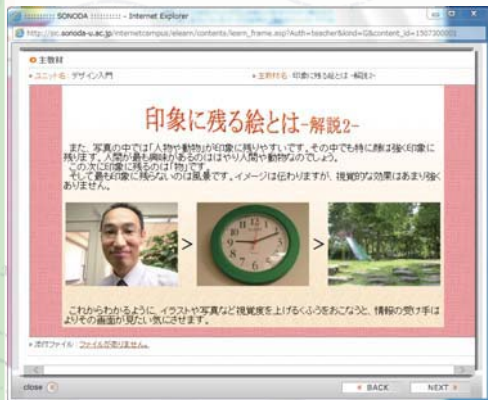 SONODA :::::::::: - Internet Explorer
主教材
ユニット名: デザイン入門
主教材名: 印象に残る絵とは -解説2-
印象に残る絵とは-解説2-
また、写真の中では「人物や動物」が印象に残りやすいです。その中でも特に顔は強く印象に
残ります。人間が最も興味があるのははやり人間や動物なのでしょう。
この次に印象に残るのは「物」です。
そして最も印象に残らないのは風景です。イメージは伝わりますが、視覚的な効果はあまり強く
ありません。
>
>
これからわかるように、イラストや写真など視覚度を上げるくふうをおこなうと、情報の受け手は
よりその画面が見たい気にさせます。
添付ファイル: ファイルが有りません。
close
BACK
NEXT